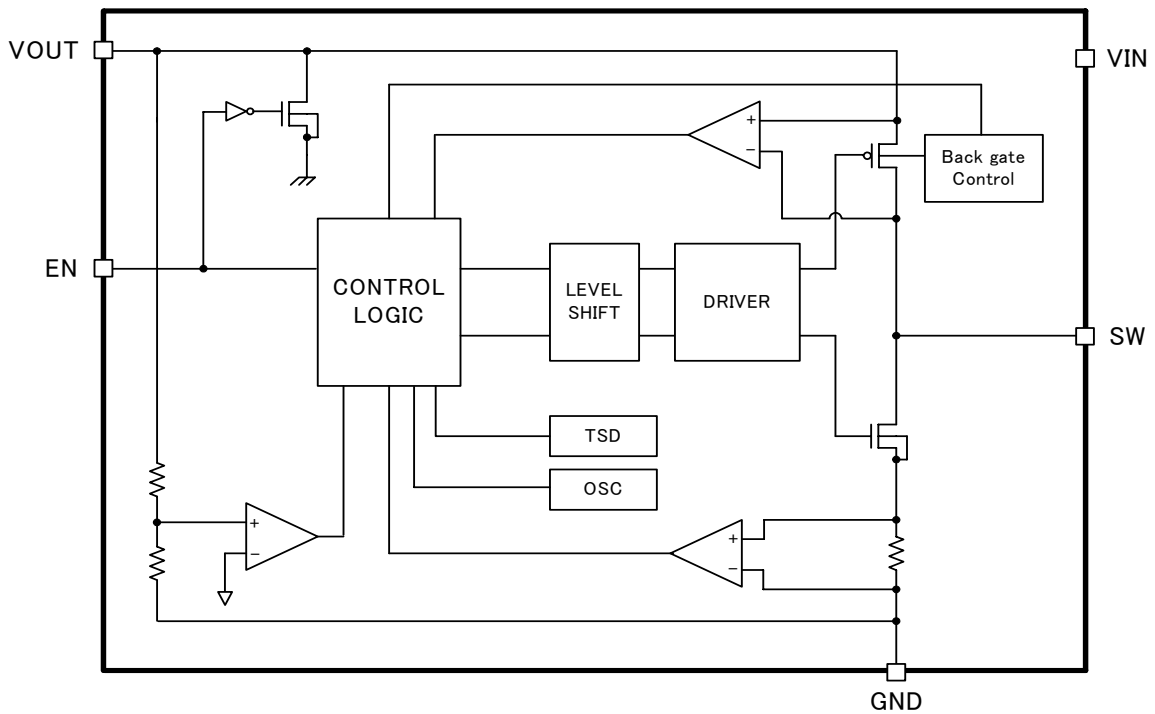 VOUT
VIN
+
−
Back gate
Control
EN
CONTROL
LOGIC
LEVEL
SHIFT
DRIVER
SW
TSD
OSC
+
−
+
−
GND